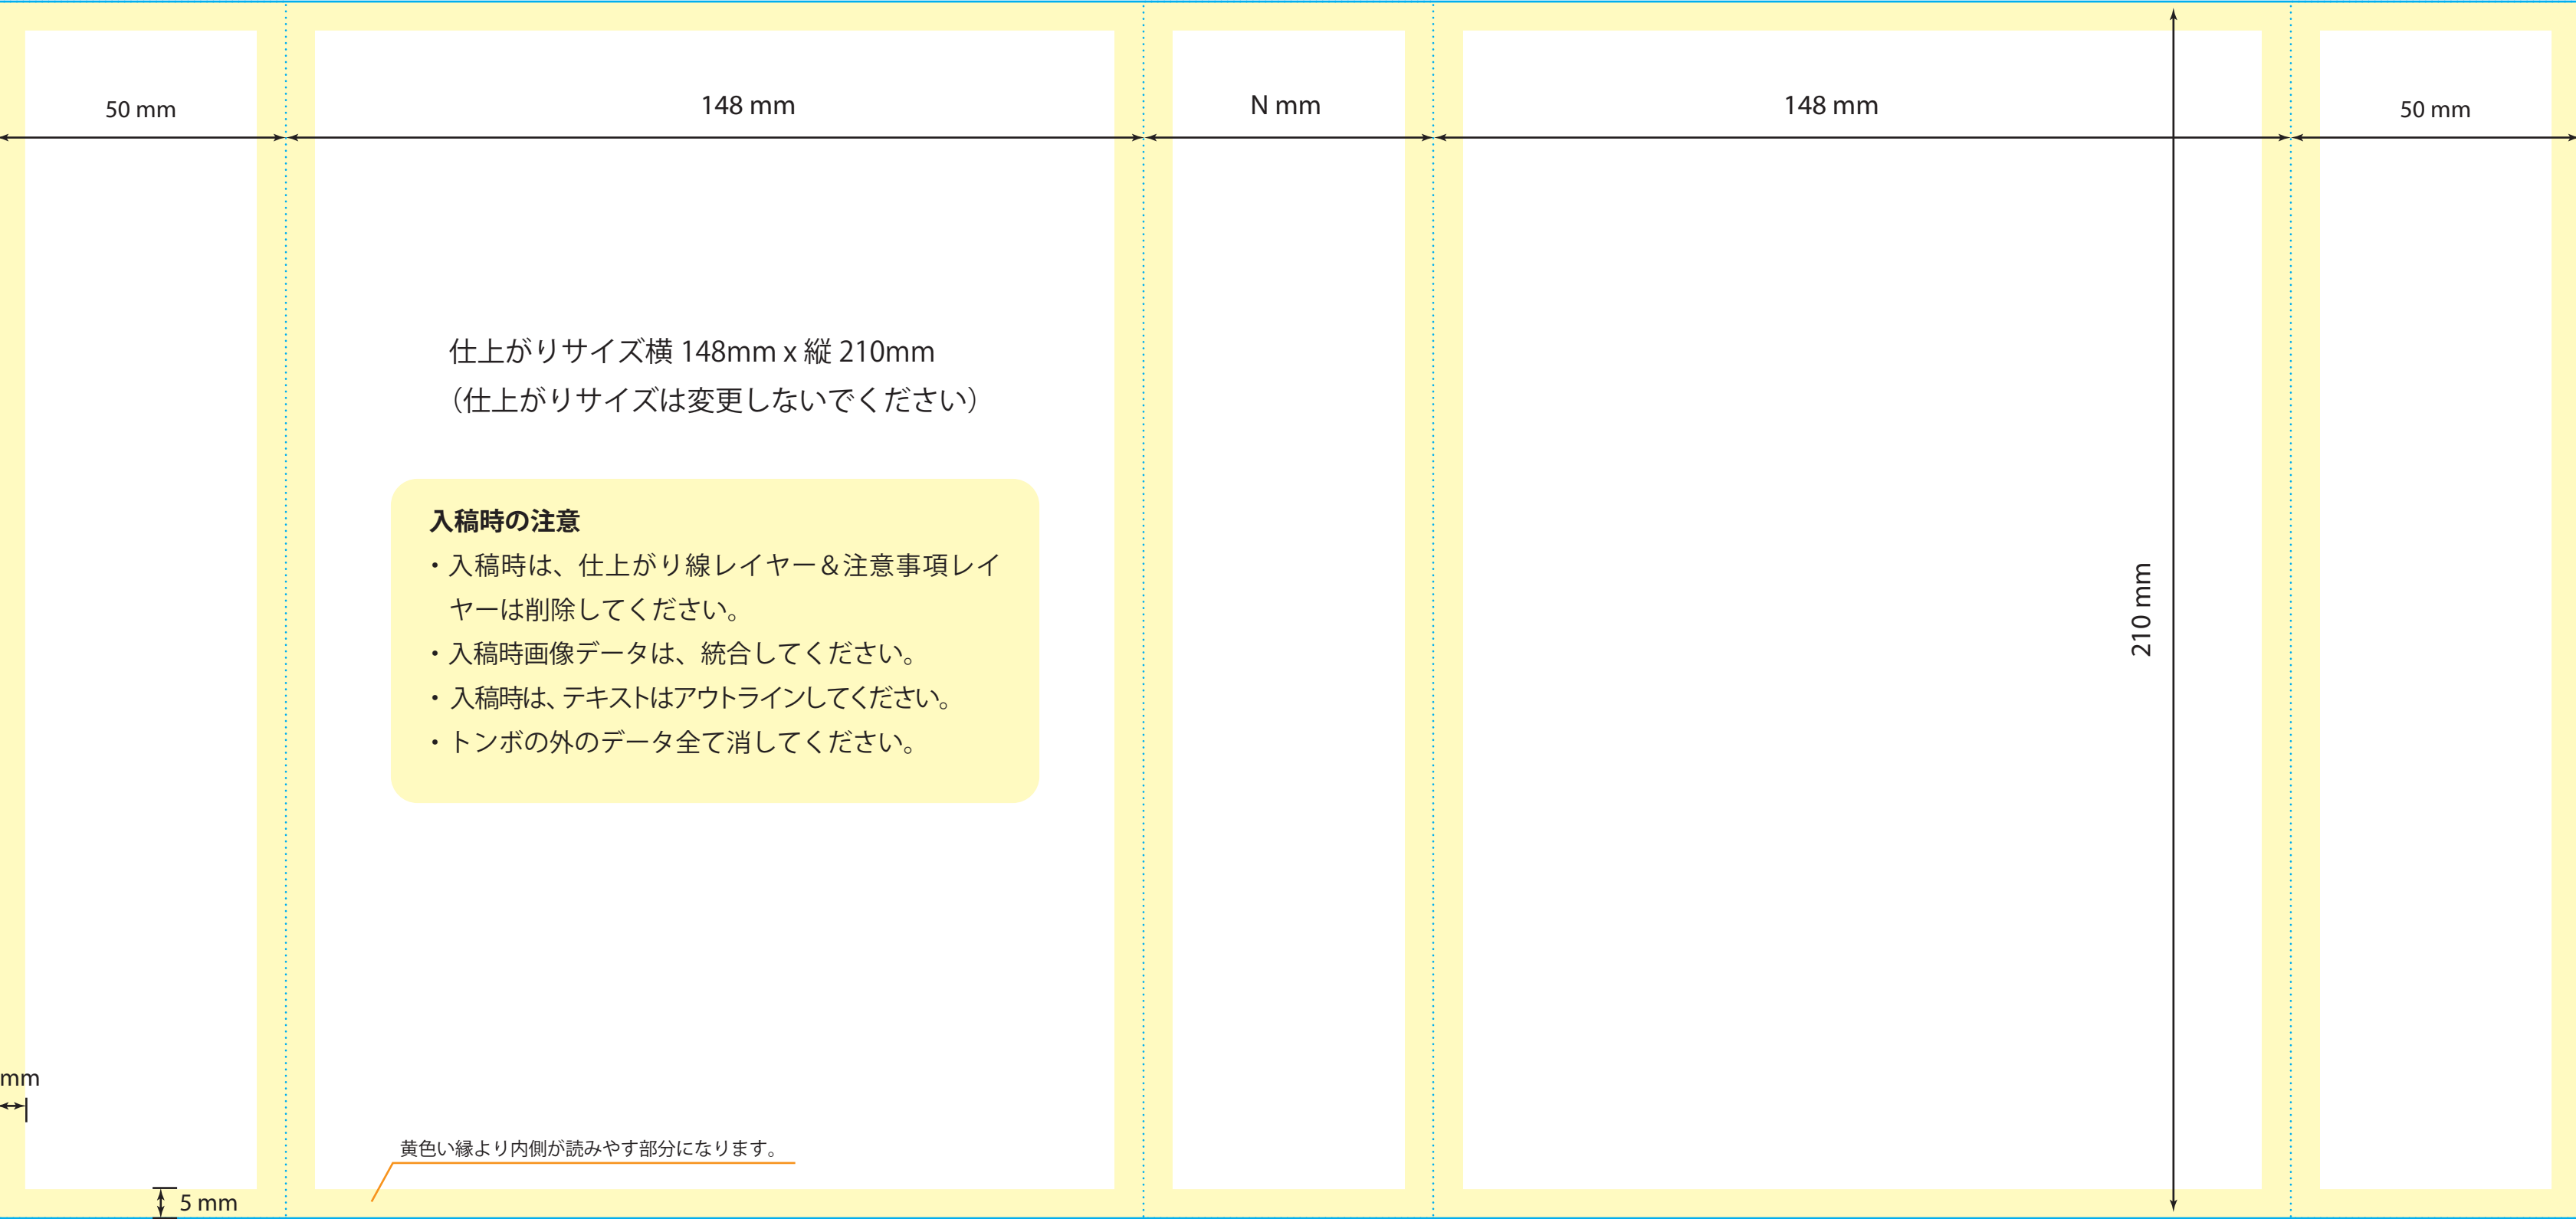 50 mm
148 mm
N mm
148 mm
50 mm
仕上がりサイズ横 148mm x 縦 210mm
（仕上がりサイズは変更しないでください）
入稿時の注意
・入稿時は、仕上がり線レイヤー＆注意事項レイ
ヤーは削除してください。
・入稿時画像データは、統合してください。
・入稿時は、テキストはアウトラインしてください。
・トンボの外のデータ全て消してください。
210 mm
mm
黄色い縁より内側が読みやす部分になります。
5 mm